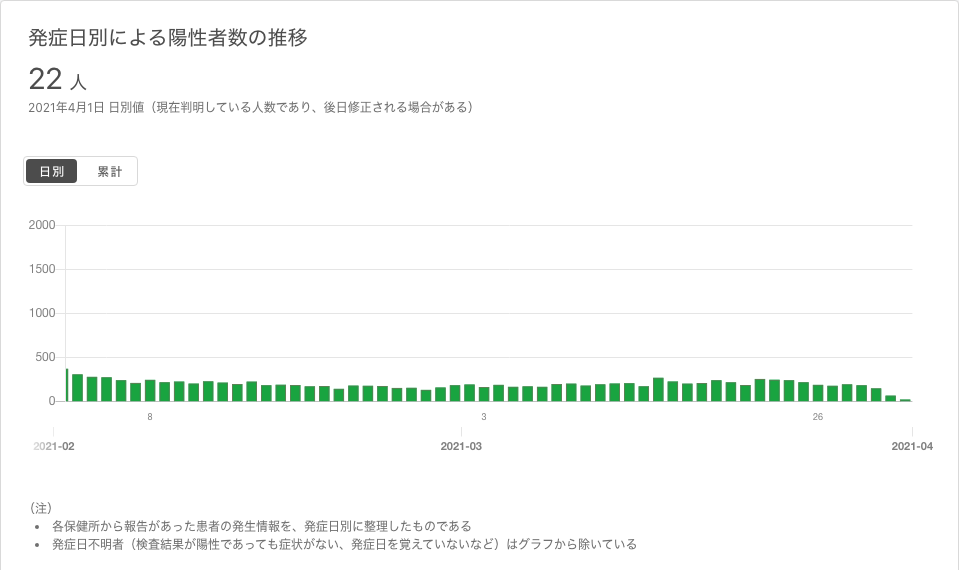 発症日別による陽性者数の推移
22 人
2021年4月1日 日別値（現在判明している人数であり、後日修正される場合がある）
日別 累計
2000
1500
1000
500
0
8 3 26
2021-02 2021-03 2021-04
（注）
• 各保健所から報告があった患者の発生情報を、発症日別に整理したものである
• 発症日不明者（検査結果が陽性であっても症状がない、発症日を覚えていないなど）はグラフから除いている